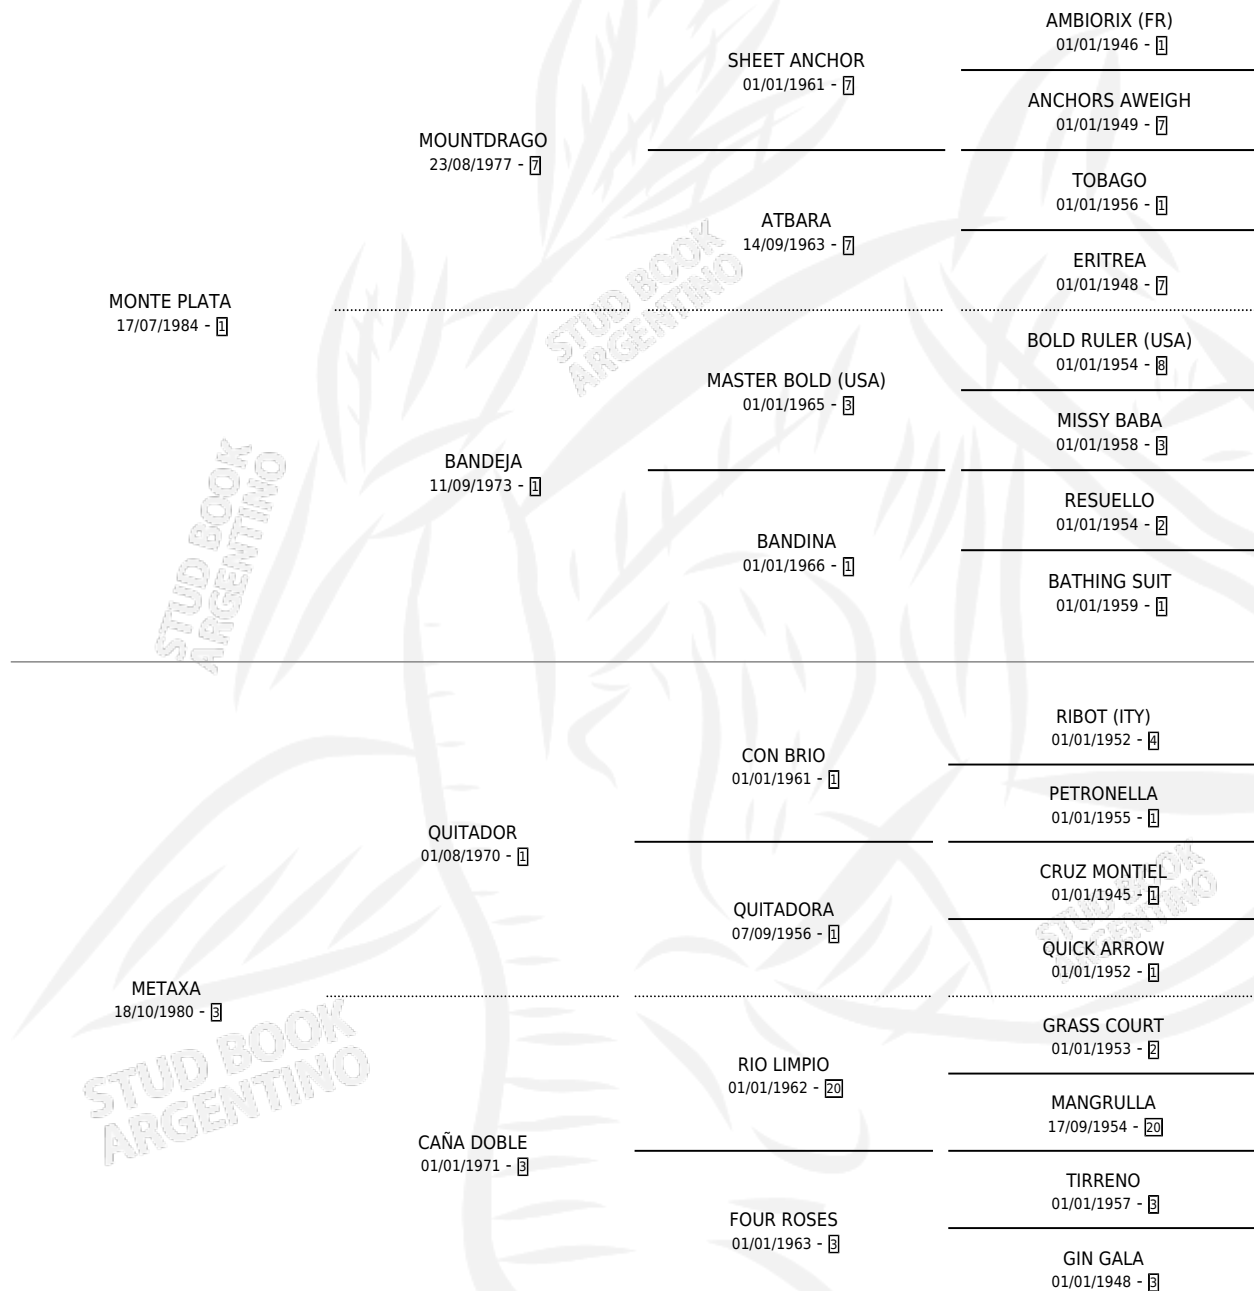 AMBIORIX (FR)
01/01/1946 - 1
SHEET ANCHOR
01/01/1961 - 7
ANCHORS AWEIGH
01/01/1949 - 7
MOUNTDRAGO
23/08/1977 - 7
TOBAGO
01/01/1956 - 1
ATBARA
14/09/1963 - 7
ERITREA
01/01/1948 - 7
MONTE PLATA
17/07/1984 - 1
STUD BOOK
ARGENTINO
BOLD RULER (USA)
01/01/1954 - 8
MASTER BOLD (USA)
01/01/1965 - 3
MISSY BABA
01/01/1958 - 3
BANDEJA
11/09/1973 - 1
RESUELLO
01/01/1954 - 2
BANDINA
01/01/1966 - 1
BATHING SUIT
01/01/1959 - 1
STUD BOOK
ARGENTINO
RIBOT (ITY)
01/01/1952 - 4
CON BRIO
01/01/1961 - 1
PETRONELLA
01/01/1955 - 1
QUITADOR
01/08/1970 - 1
CRUZ MONTIEL
01/01/1945 - 1
QUITADORA
07/09/1956 - 1
STUD BOOK
ARGENTINO
QUICK ARROW
01/01/1952 - 1
METAXA
18/10/1980 - 3
GRASS COURT
01/01/1953 - 2
RIO LIMPIO
01/01/1962 - 20
MANGRULLA
17/09/1954 - 20
STUD BOOK
ARGENTINO
CAÑA DOBLE
01/01/1971 - 3
TIRRENO
01/01/1957 - 3
FOUR ROSES
01/01/1963 - 3
GIN GALA
01/01/1948 - 3